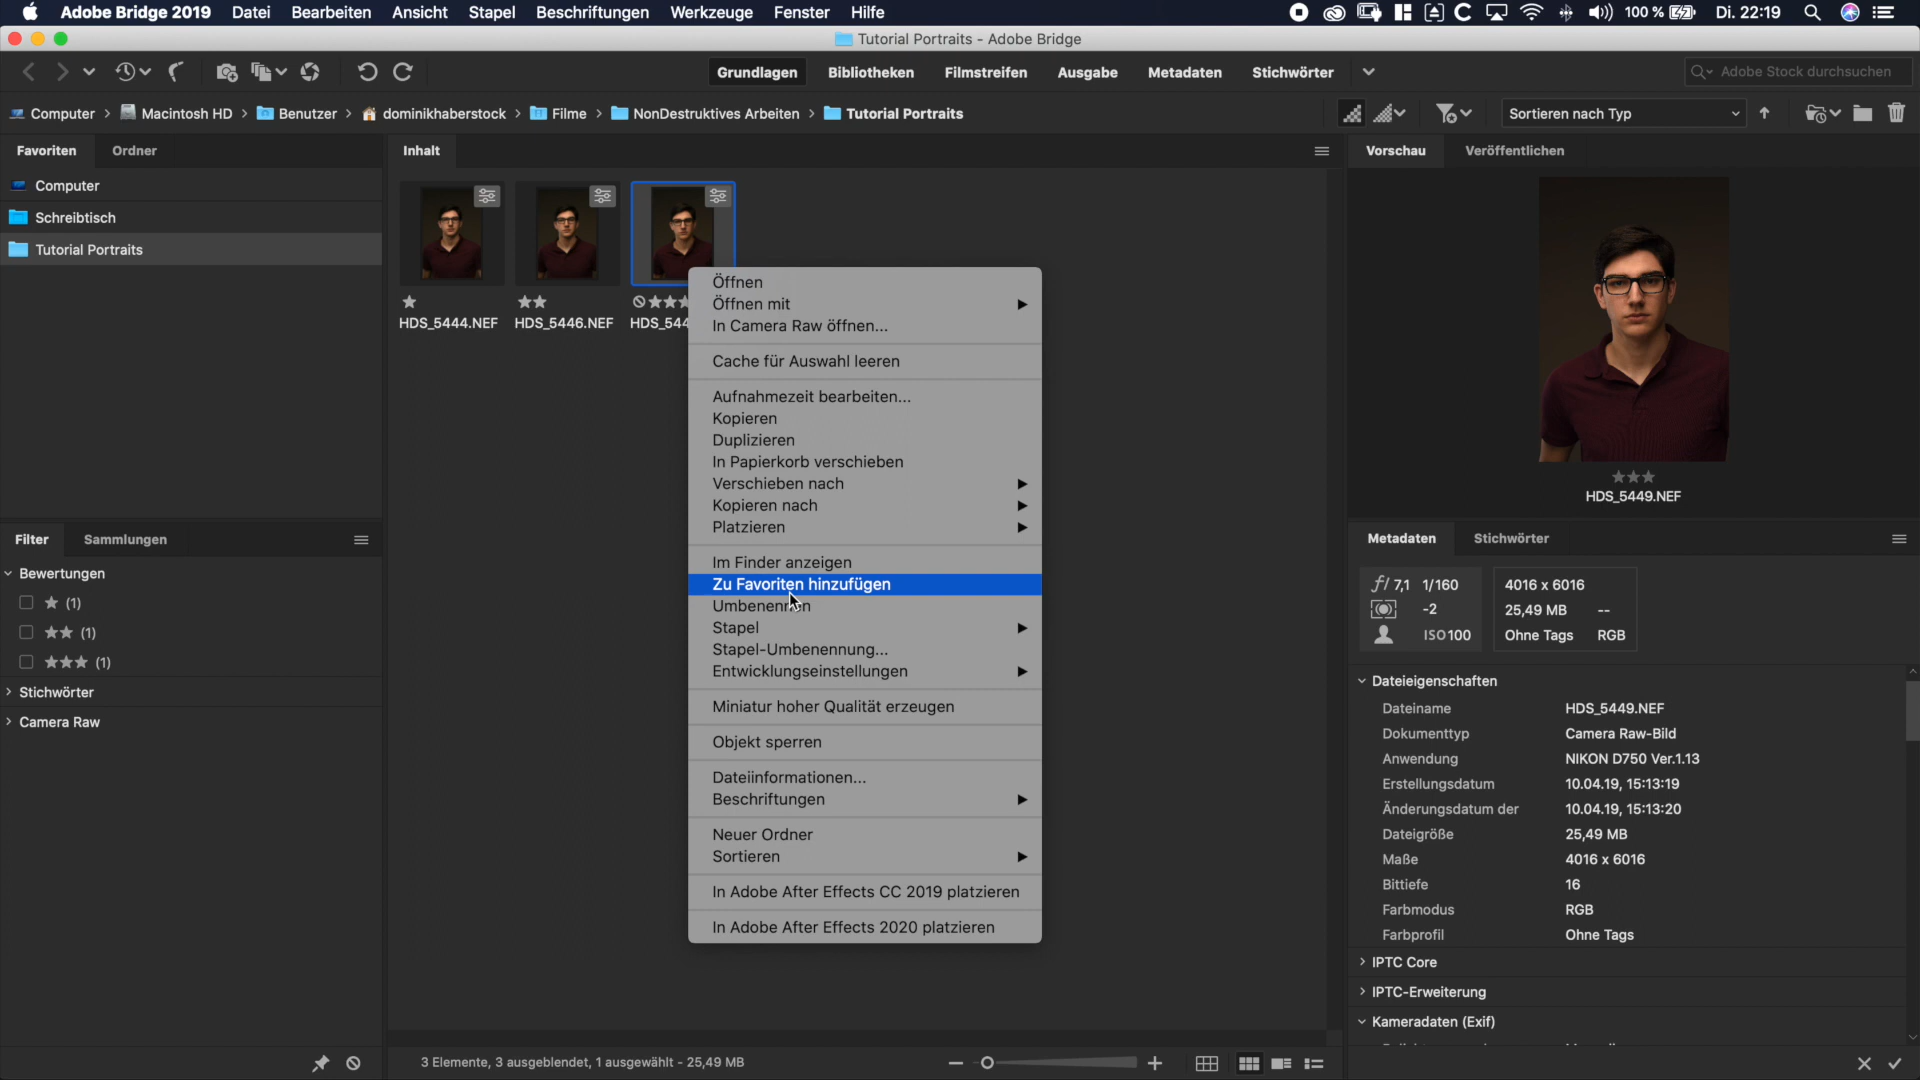 Adobe Bridge 2019 Datei Bearbeiten Ansicht Stapel Beschriftungen Werkzeuge Fenster Hilfe 100 % Di. 22:19
Tutorial Portraits - Adobe Bridge
Grundlagen Bibliotheken Filmstreifen Ausgabe Metadaten Stichwörter Adobe Stock durchsuchen
Computer Macintosh HD Benutzer dominikhaberstock Filme NonDestruktives Arbeiten Tutorial Portraits Sortieren nach Typ
Favoriten Ordner
Computer
Schreibtisch
Tutorial Portraits
Inhalt
HDS_5444.NEF HDS_5446.NEF HDS_544
Öffnen
Öffnen mit
In Camera Raw öffnen...
Cache für Auswahl leeren
Aufnahmezeit bearbeiten...
Kopieren
Duplizieren
In Papierkorb verschieben
Verschieben nach
Kopieren nach
Platzieren
Im Finder anzeigen
Zu Favoriten hinzufügen
Umbenennen
Stapel
Stapel-Umbenennung...
Entwicklungseinstellungen
Miniatur hoher Qualität erzeugen
Objekt sperren
Dateiinformationen...
Beschriftungen
Neuer Ordner
Sortieren
In Adobe After Effects CC 2019 platzieren
In Adobe After Effects 2020 platzieren
Filter Sammlungen
Bewertungen
(1)
(1)
(1)
Stichwörter
Camera Raw
3 Elemente, 3 ausgeblendet, 1 ausgewählt - 25,49 MB
Vorschau Veröffentlichen
HDS_5449.NEF
Metadaten Stichwörter
f/ 7,1 1/160 4016 x 6016
-2 25,49 MB --
ISO100 Ohne Tags RGB
Dateieigenschaften
Dateiname HDS_5449.NEF
Dokumenttyp Camera Raw-Bild
Anwendung NIKON D750 Ver.1.13
Erstellungsdatum 10.04.19, 15:13:19
Änderungsdatum der 10.04.19, 15:13:20
Dateigröße 25,49 MB
Maße 4016 x 6016
Bittiefe 16
Farbmodus RGB
Farbprofil Ohne Tags
IPTC Core
IPTC-Erweiterung
Kameradaten (Exif)